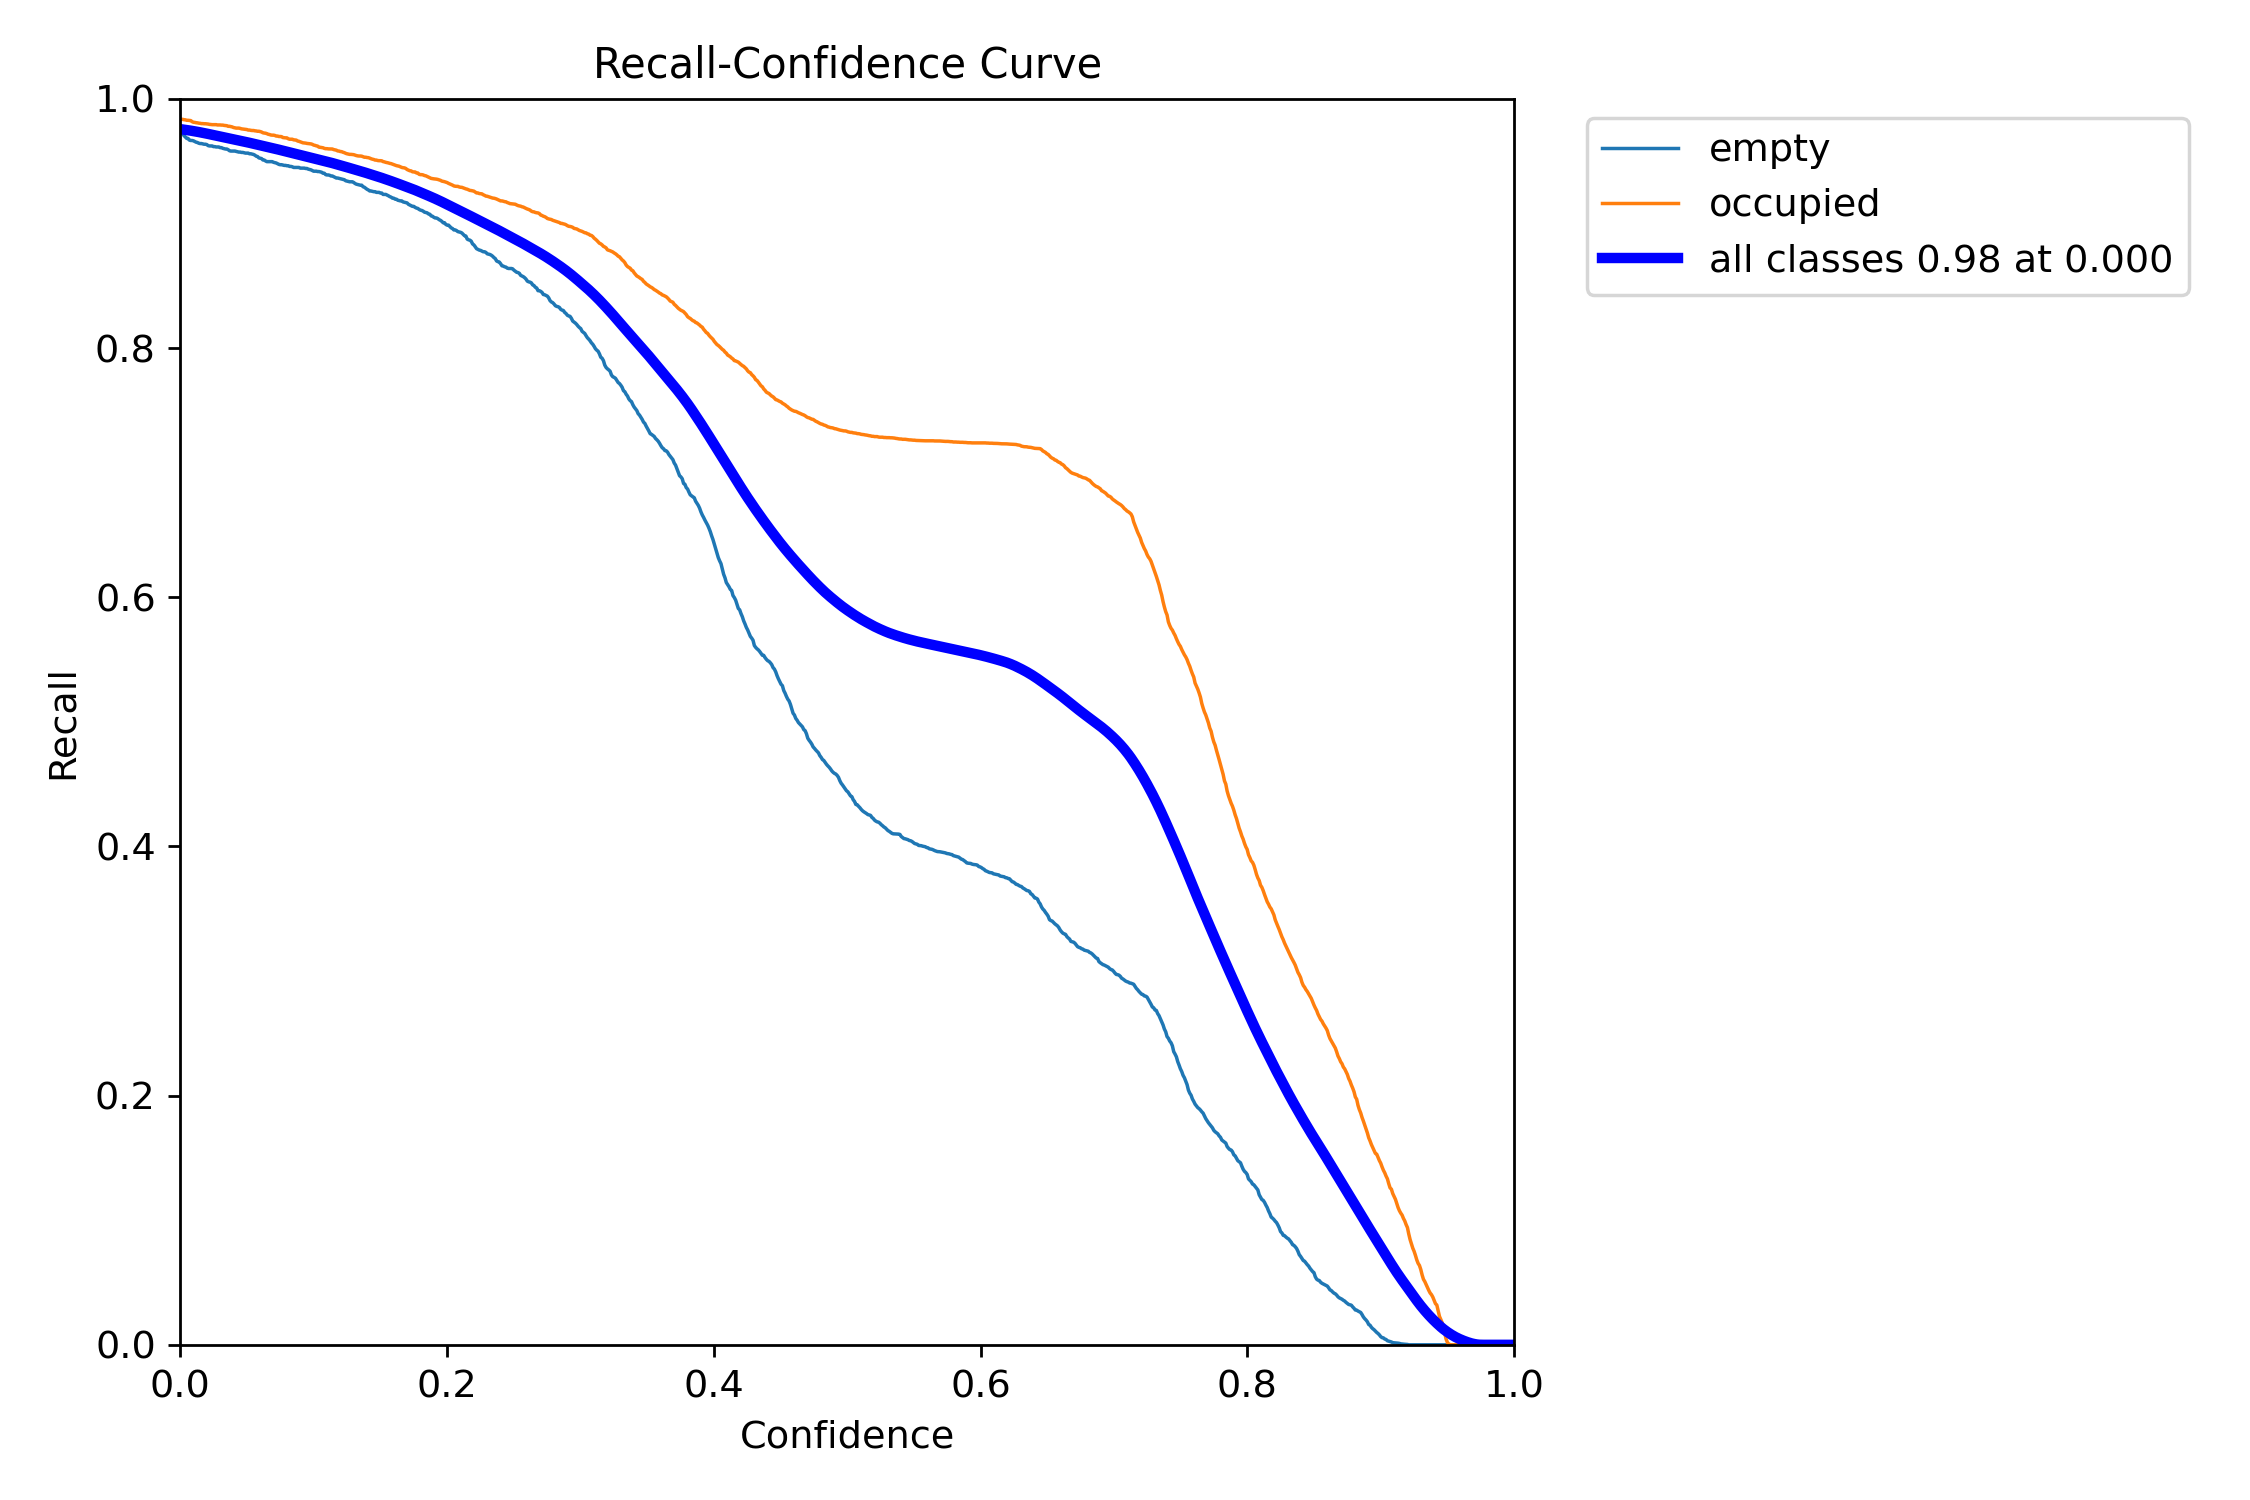 Recall-Confidence Curve
1.0
0.8
0.6
0.4
0.2
0.0
Recall
0.0 0.2 0.4 0.6 0.8 1.0
Confidence
empty
occupied
all classes 0.98 at 0.000